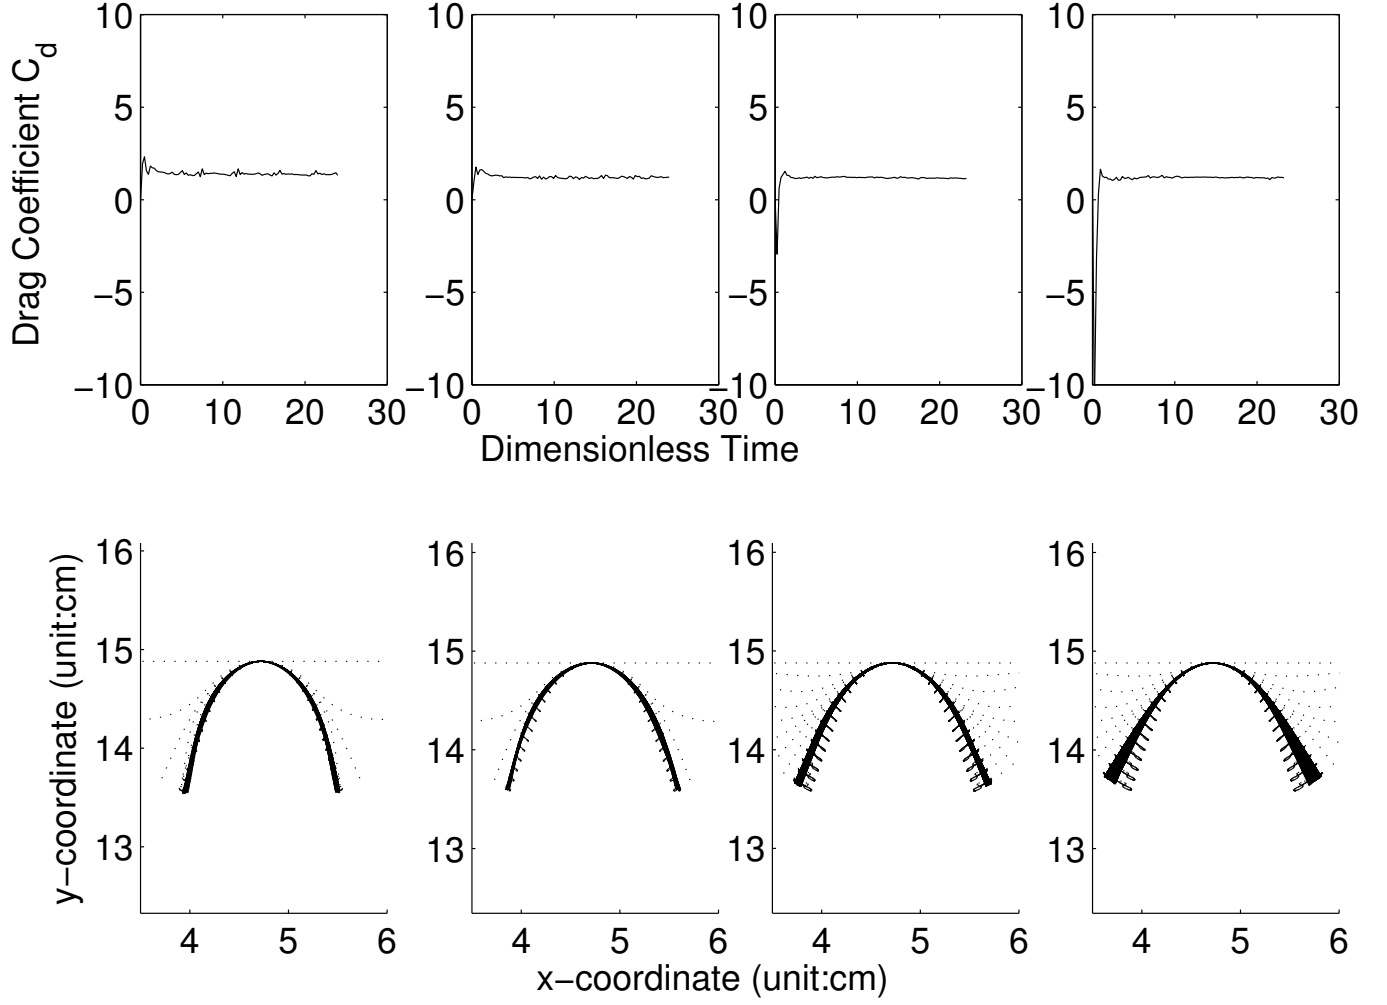 Drag Coefficient C_d
10 5 0 −5 −10
10 5 0 −5 −10
10 5 0 −5 −10
10 5 0 −5 −10
0 10 20 30 0 10 20 30 0 10 20 30 0 10 20 30
Dimensionless Time
y−coordinate (unit:cm)
16 15 14 13
16 15 14 13
16 15 14 13
16 15 14 13
4 5 6 4 5 6 4 5 6 4 5 6
x−coordinate (unit:cm)